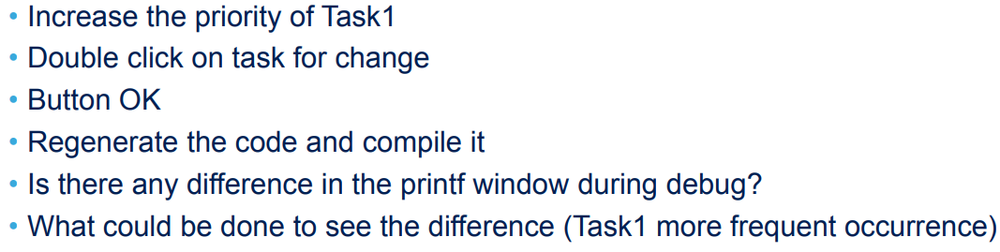 • Increase the priority of Task1
• Double click on task for change
• Button OK
• Regenerate the code and compile it
• Is there any difference in the printf window during debug?
• What could be done to see the difference (Task1 more frequent occurrence)